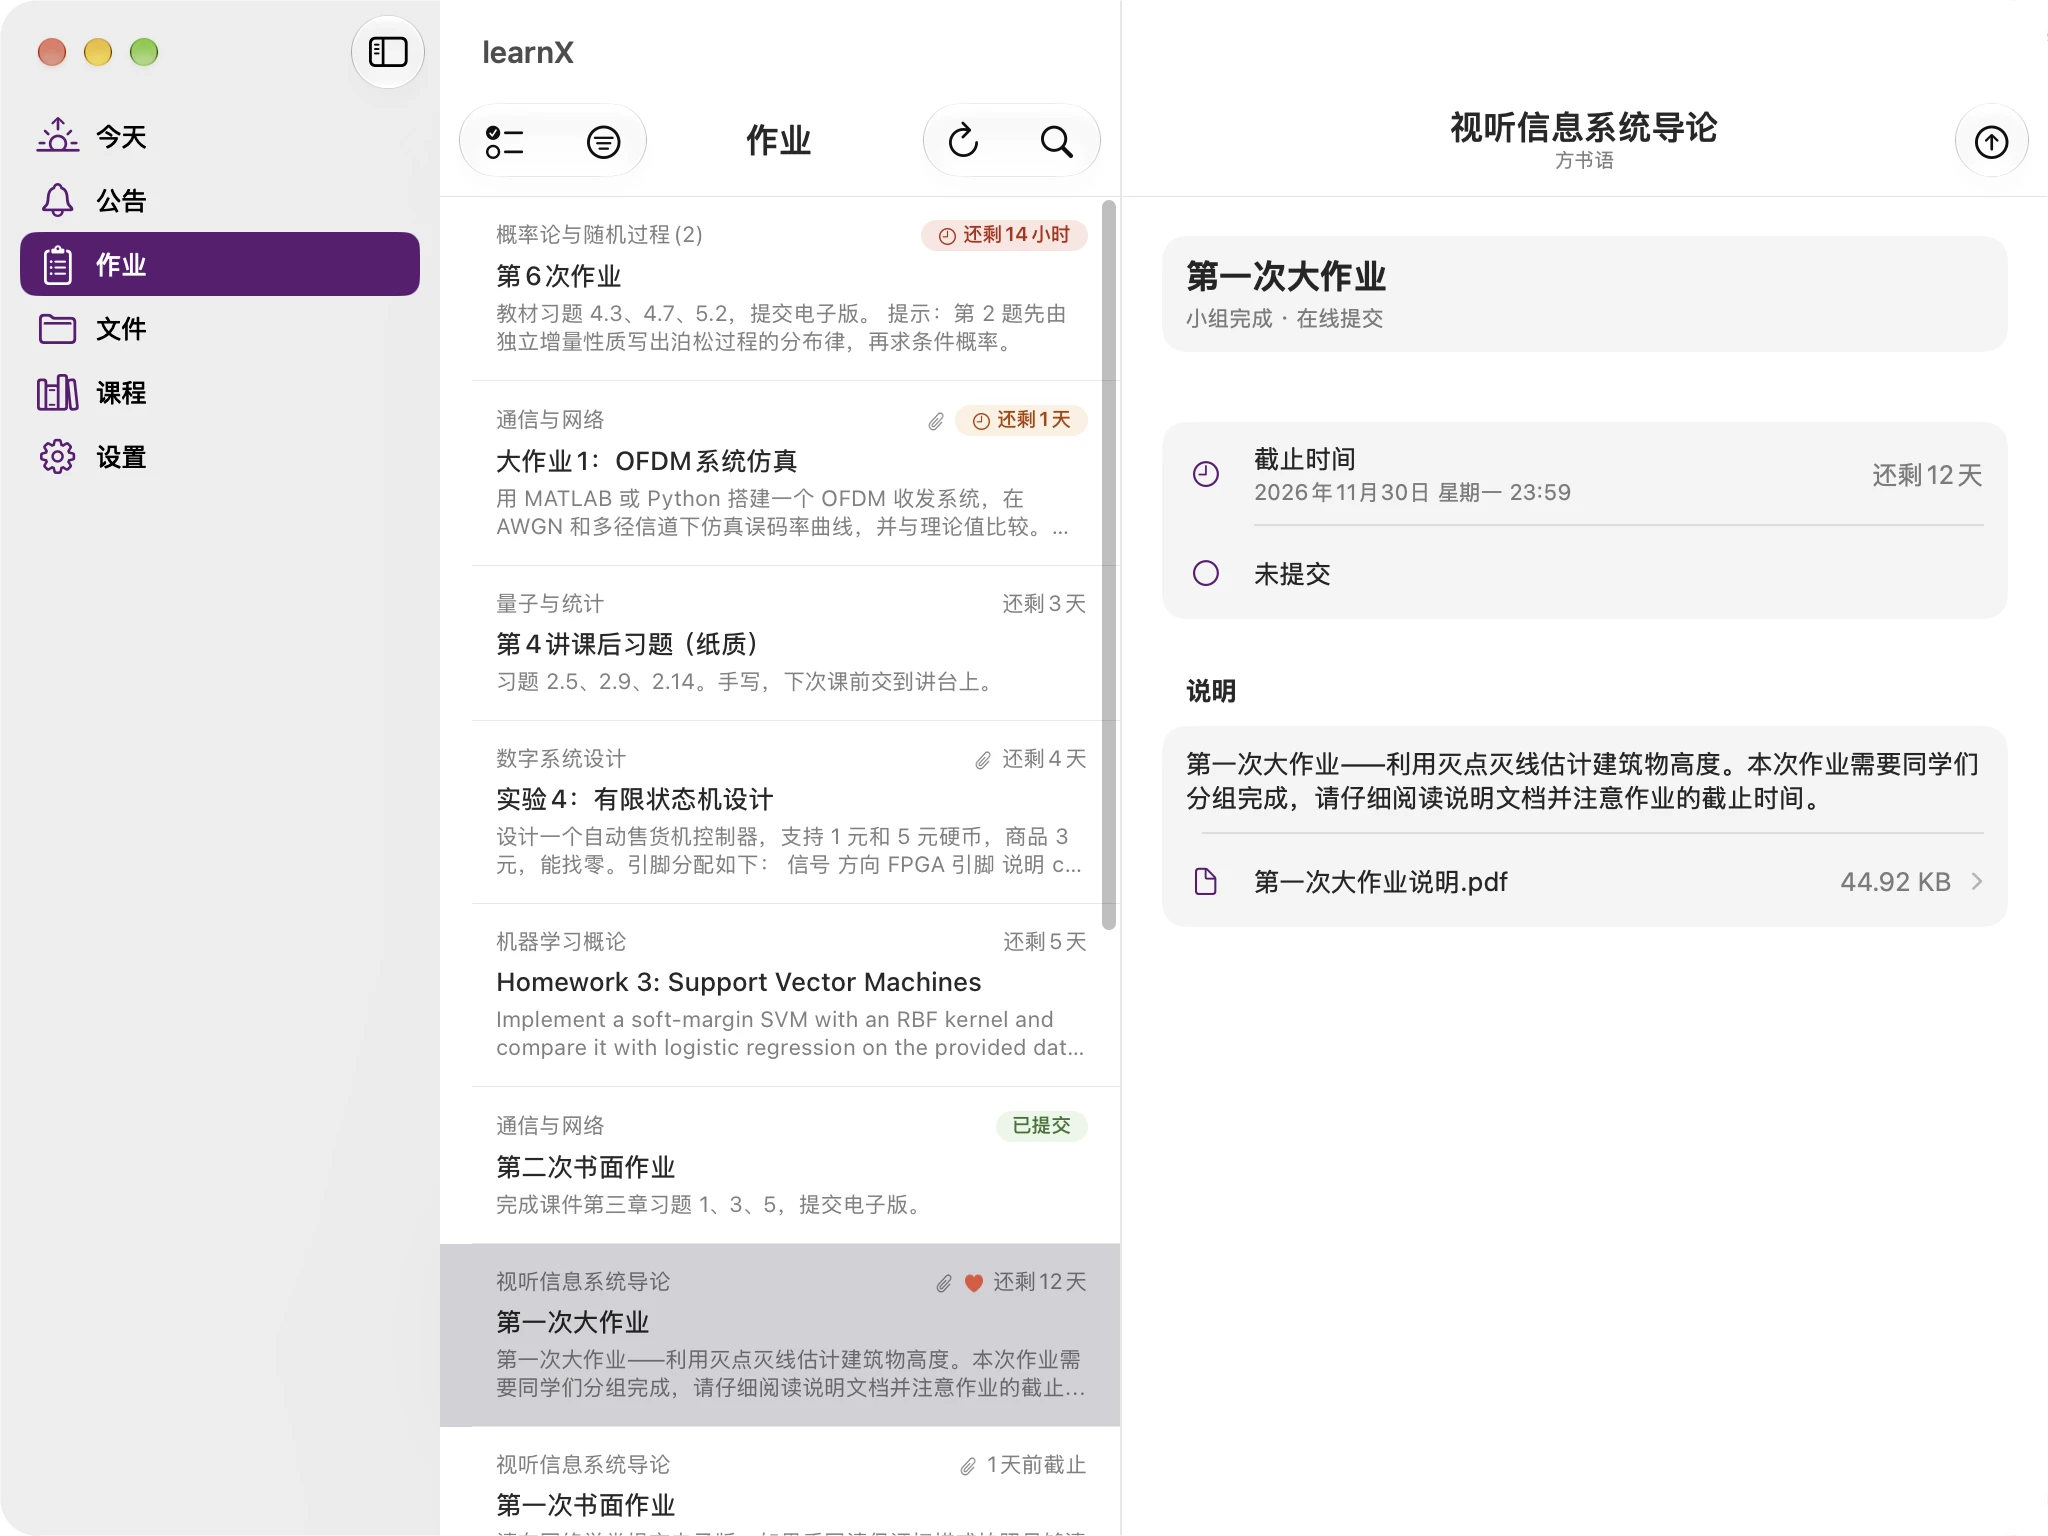 learnX
今天
公告
作业
文件
课程
设置
作业
概率论与随机过程(2)
还剩14小时
第6次作业
教材习题 4.3、4.7、5.2，提交电子版。 提示：第 2 题先由
独立增量性质写出泊松过程的分布律，再求条件概率。
通信与网络
还剩1天
大作业1：OFDM系统仿真
用 MATLAB 或 Python 搭建一个 OFDM 收发系统，在
AWGN 和多径信道下仿真误码率曲线，并与理论值比较。...
量子与统计
还剩3天
第4讲课后习题（纸质）
习题 2.5、2.9、2.14。手写，下次课前交到讲台上。
数字系统设计
还剩4天
实验4：有限状态机设计
设计一个自动售货机控制器，支持 1 元和 5 元硬币，商品 3
元，能找零。引脚分配如下： 信号 方向 FPGA 引脚 说明 c...
机器学习概论
还剩5天
Homework 3: Support Vector Machines
Implement a soft-margin SVM with an RBF kernel and
compare it with logistic regression on the provided dat...
通信与网络
已提交
第二次书面作业
完成课件第三章习题 1、3、5，提交电子版。
视听信息系统导论
还剩12天
第一次大作业
第一次大作业——利用灭点灭线估计建筑物高度。本次作业需
要同学们分组完成，请仔细阅读说明文档并注意作业的截止...
视听信息系统导论
1天前截止
第一次书面作业
视听信息系统导论
方书语
第一次大作业
小组完成 · 在线提交
截止时间
2026年11月30日 星期一 23:59
还剩12天
未提交
说明
第一次大作业——利用灭点灭线估计建筑物高度。本次作业需要同学们
分组完成，请仔细阅读说明文档并注意作业的截止时间。
第一次大作业说明.pdf
44.92 KB